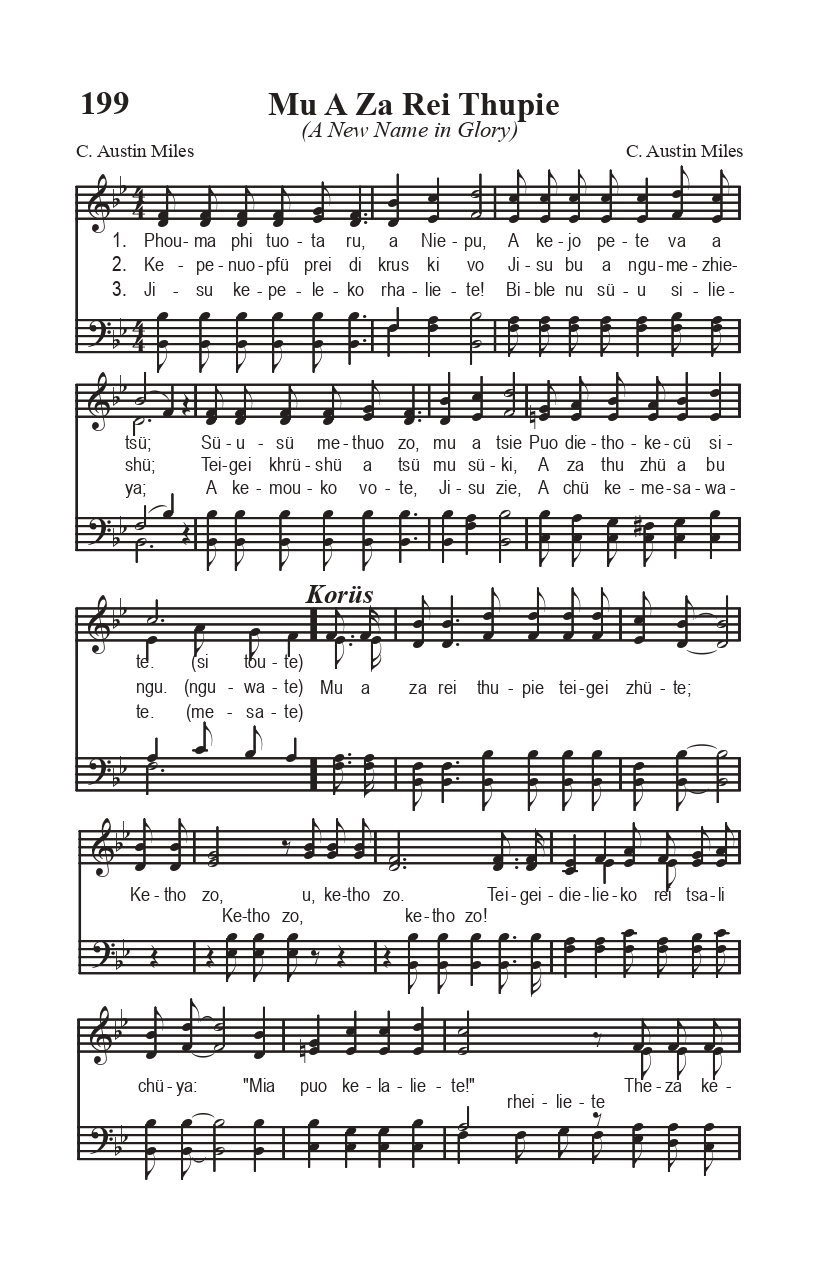 199
Mu A Za Rei Thupie
(A New Name in Glory)
C. Austin Miles C. Austin Miles
1. Phou- ma phi tuo- ta ru, a Nie- pu, A ke- jo pe- te va a
2. Ke - pe- nuo- pfü prei di krus ki vo Ji- su bu a ngu- me- zhie-
3. Ji - su ke- pe- le- ko rha- lie- te! Bi- ble nu sü- u si- lie-
tsü; Sü- u- sü me- thuo zo, mu a tsie Puo die- tho- ke- cü si-
shü; Tei- gei khrü- shü a tsü mu sü- ki, A za thu zhü a bu
ya; A ke- mou- ko vo- te, Ji- su zie, A chü ke- me- sa- wa-
Korüs
te. (si tou- te)
ngu. (ngu - wa- te) Mu a za rei thu- pie tei- gei zhü- te;
te. (me - sa- te)
Ke- tho zo, u, ke- tho zo. Tei- gei- die- lie- ko rei tsa- li
Ke- tho zo, ke- tho zo!
chü- ya: "Mia puo ke- la- lie- te!" The- za ke -
rhei- lie- te